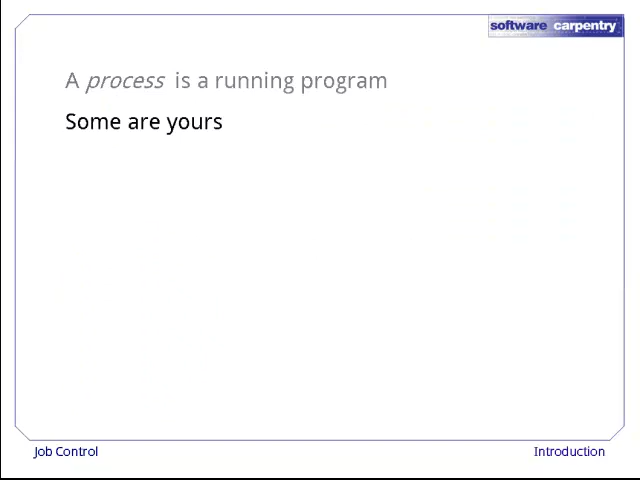 software carpentry
A process is a running program
Some are yours
Job Control
Introduction